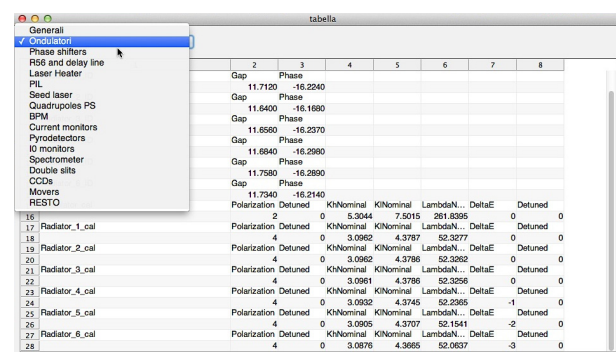 tabella
Generali
✓ Ondulatori
Phase shifters
R56 and delay line
Laser Heater
PIL
Seed laser
Quadrupoles PS
BPM
Current monitors
Pyrodetectors
I0 monitors
Spectrometer
Double slits
CCDs
Movers
RESTO
2 3 4 5 6 7 8
Gap Phase
11.7120 -16.2240
Gap Phase
11.6400 -16.1680
Gap Phase
11.6560 -16.2370
Gap Phase
11.6840 -16.2980
Gap Phase
11.7580 -16.2890
Gap Phase
11.7340 -16.2140
Polarization Detuned KhNominal KlNominal LambdaN... DeltaE Detuned
16 2 0 5.3044 7.5015 261.8395 0 0
17 Radiator_1_cal Polarization Detuned KhNominal KlNominal LambdaN... DeltaE Detuned
18 4 0 3.0962 4.3787 52.3277 0 0
19 Radiator_2_cal Polarization Detuned KhNominal KlNominal LambdaN... DeltaE Detuned
20 4 0 3.0962 4.3786 52.3262 0 0
21 Radiator_3_cal Polarization Detuned KhNominal KlNominal LambdaN... DeltaE Detuned
22 4 0 3.0961 4.3786 52.3256 0 0
23 Radiator_4_cal Polarization Detuned KhNominal KlNominal LambdaN... DeltaE Detuned
24 4 0 3.0932 4.3745 52.2365 -1 0
25 Radiator_5_cal Polarization Detuned KhNominal KlNominal LambdaN... DeltaE Detuned
26 4 0 3.0905 4.3707 52.1541 -2 0
27 Radiator_6_cal Polarization Detuned KhNominal KlNominal LambdaN... DeltaE Detuned
28 4 0 3.0876 4.3665 52.0637 -3 0